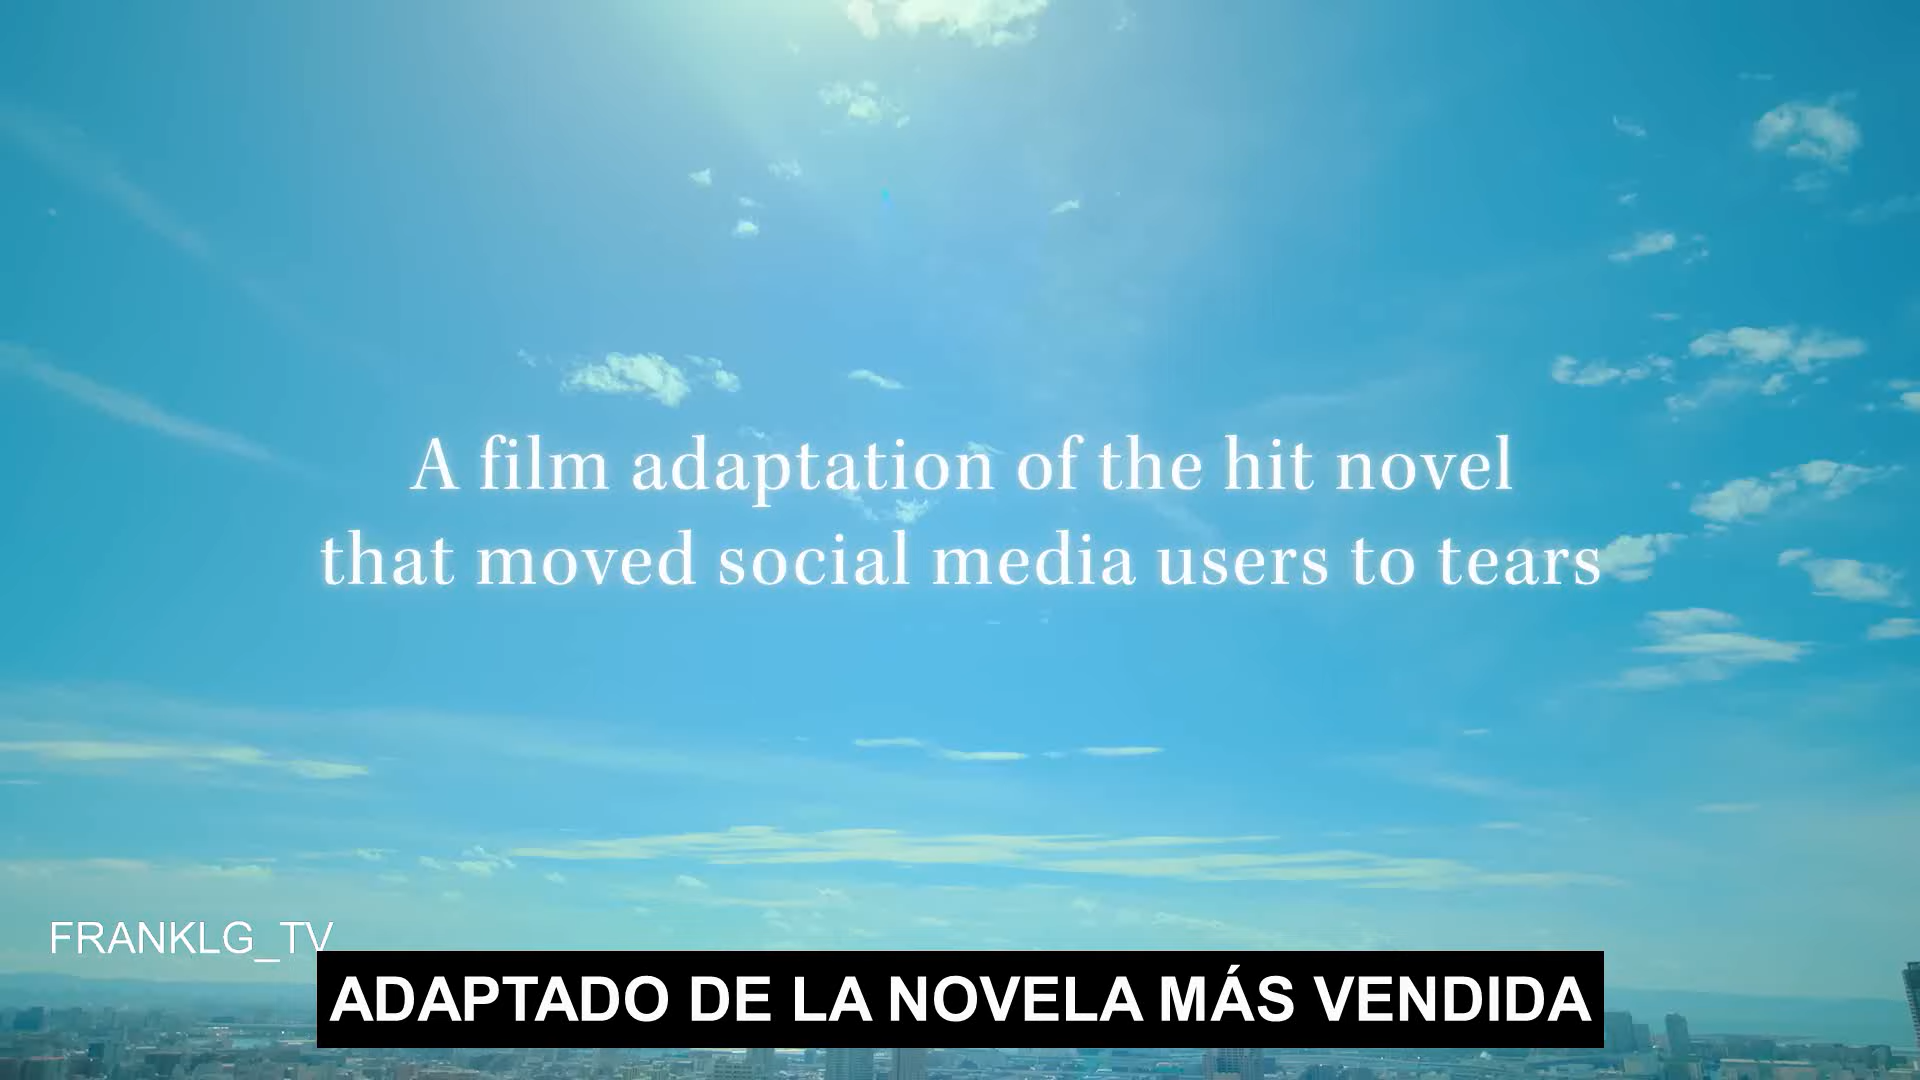 A film adaptation of the hit novel
that moved social media users to tears
FRANKLG_TV
ADAPTADO DE LA NOVELA MÁS VENDIDA